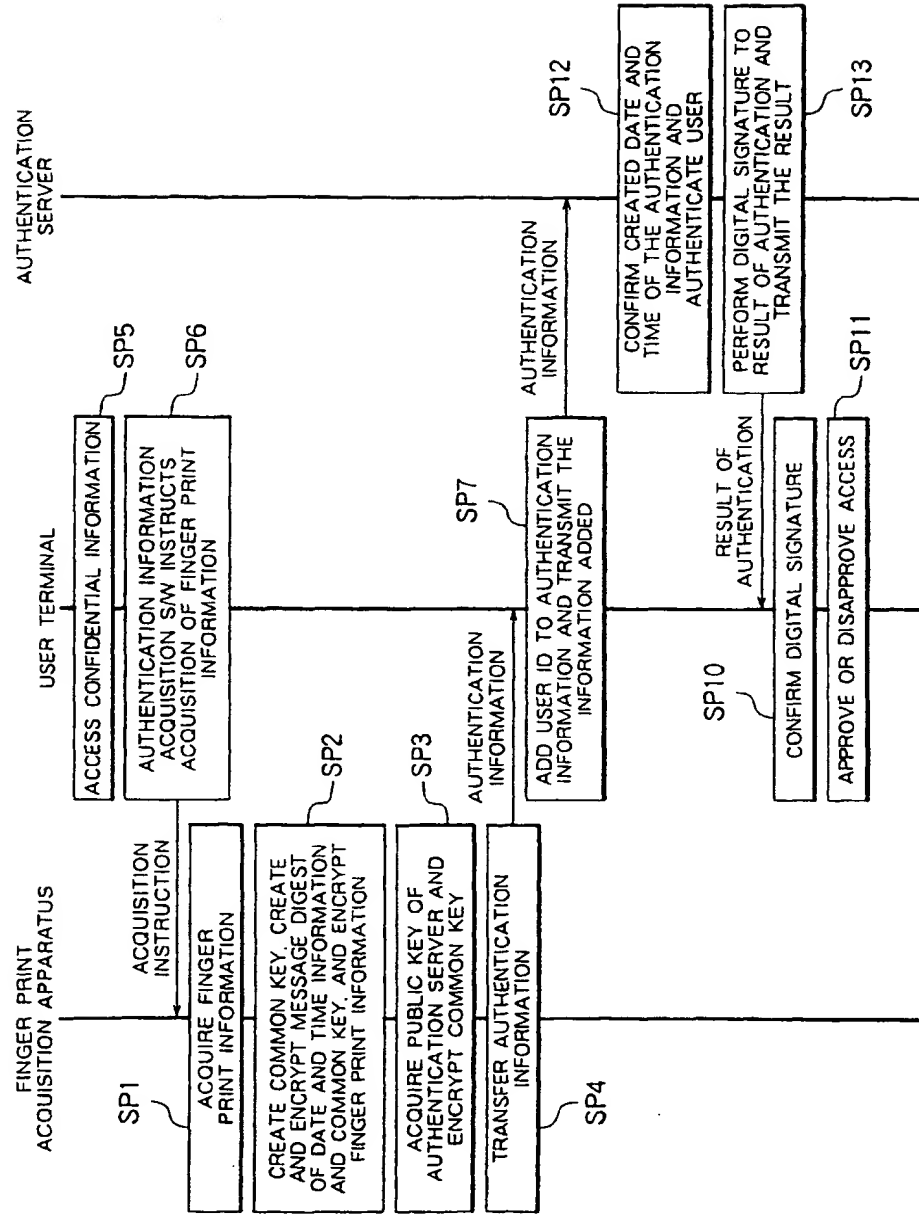 FINGER PRINT
ACQUISITION APPARATUS
USER TERMINAL
AUTHENTICATION
SERVER
ACCESS CONFIDENTIAL INFORMATION
SP5
AUTHENTICATION INFORMATION
ACQUISITION S/W INSTRUCTS
ACQUISITION OF FINGER PRINT
INFORMATION
SP6
ACQUISITION
INSTRUCTION
SP1
ACQUIRE FINGER
PRINT INFORMATION
CREATE COMMON KEY, CREATE
AND ENCRYPT MESSAGE DIGEST
OF DATE AND TIME INFORMATION
AND COMMON KEY, AND ENCRYPT
FINGER PRINT INFORMATION
SP2
ACQUIRE PUBLIC KEY OF
AUTHENTICATION SERVER AND
ENCRYPT COMMON KEY
SP3
TRANSFER AUTHENTICATION
INFORMATION
SP4
AUTHENTICATION
INFORMATION
SP7
ADD USER ID TO AUTHENTICATION
INFORMATION AND TRANSMIT THE
INFORMATION ADDED
AUTHENTICATION
INFORMATION
SP12
CONFIRM CREATED DATE AND
TIME OF THE AUTHENTICATION
INFORMATION AND
AUTHENTICATE USER
PERFORM DIGITAL SIGNATURE TO
RESULT OF AUTHENTICATION AND
TRANSMIT THE RESULT
SP13
RESULT OF
AUTHENTICATION
SP10
CONFIRM DIGITAL SIGNATURE
APPROVE OR DISAPPROVE ACCESS
SP11